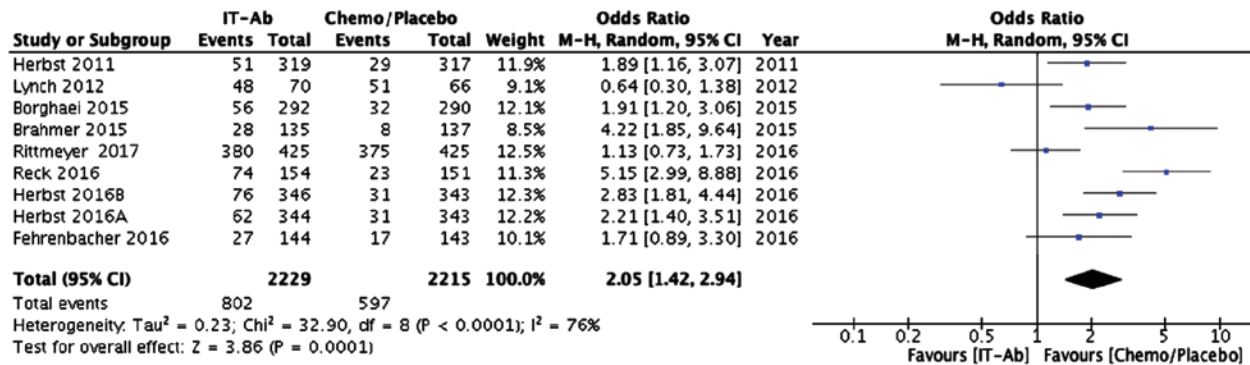 IT-Ab Chemo/Placebo Odds Ratio Odds Ratio
Study or Subgroup Events Total Events Total Weight M-H, Random, 95% CI Year M-H, Random, 95% CI
Herbst 2011 51 319 29 317 11.9% 1.89 [1.16, 3.07] 2011
Lynch 2012 48 70 51 66 9.1% 0.64 [0.30, 1.38] 2012
Borghaei 2015 56 292 32 290 12.1% 1.91 [1.20, 3.06] 2015
Brahmer 2015 28 135 8 137 8.5% 4.22 [1.85, 9.64] 2015
Rittmeyer 2017 380 425 375 425 12.5% 1.13 [0.73, 1.73] 2016
Reck 2016 74 154 23 151 11.3% 5.15 [2.99, 8.88] 2016
Herbst 2016B 76 346 31 343 12.3% 2.83 [1.81, 4.44] 2016
Herbst 2016A 62 344 31 343 12.2% 2.21 [1.40, 3.51] 2016
Fehrenbacher 2016 27 144 17 143 10.1% 1.71 [0.89, 3.30] 2016
Total (95% CI) 2229 2215 100.0% 2.05 [1.42, 2.94]
Total events 802 597
Heterogeneity: Tau² = 0.23; Chi² = 32.90, df = 8 (P < 0.0001); I² = 76%
Test for overall effect: Z = 3.86 (P = 0.0001)
0.1 0.2 0.5 1 2 5 10
Favours [IT-Ab] Favours [Chemo/Placebo]